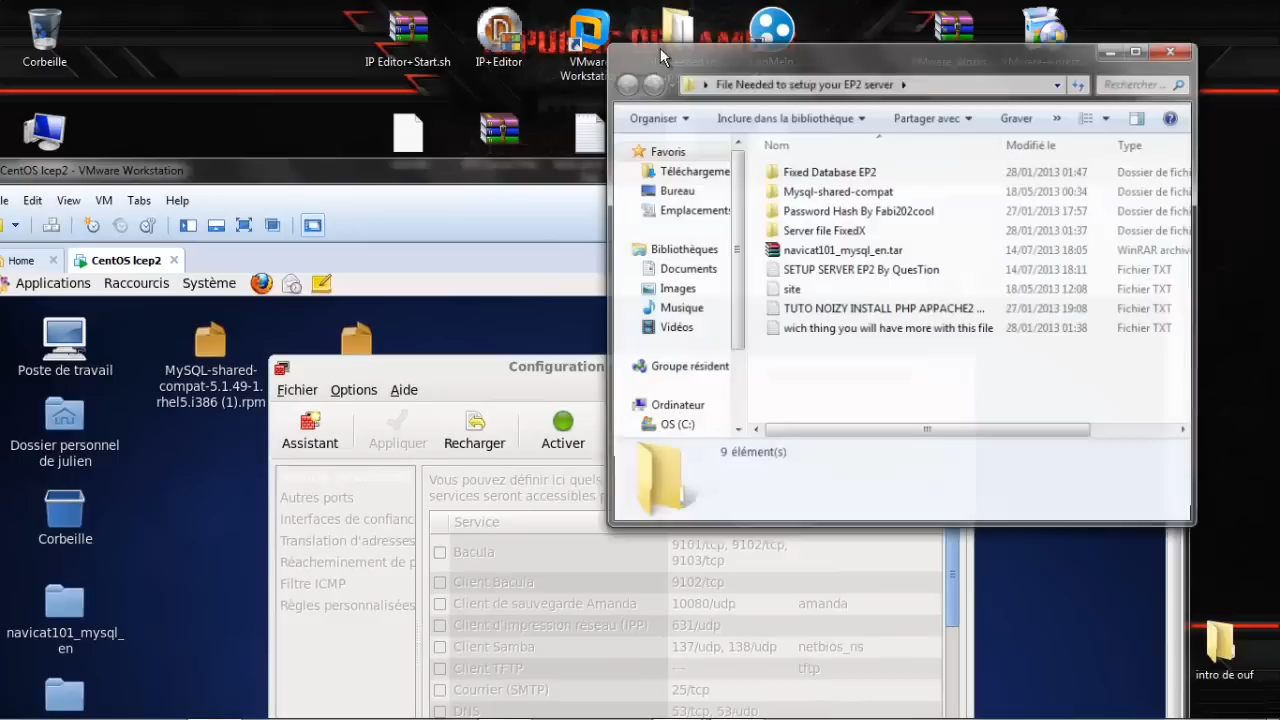 Corbeille
IP Editor+Start.sh
IP+Editor
VMware
Workstatio
File Needed to setup your EP2 server
Rechercher ...
Organiser
Inclure dans la bibliothèque
Partager avec
Graver
»
Nom
Modifié le
Type
Favoris
Téléchargeme
Bureau
Emplacements
Bibliothèques
Documents
Images
Musique
Vidéos
Groupe résident
Ordinateur
OS (C:)
Fixed Database EP2 28/01/2013 01:47 Dossier de fichi
Mysql-shared-compat 18/05/2013 00:34 Dossier de fichi
Password Hash By Fabi202cool 27/01/2013 17:57 Dossier de fichi
Server file FixedX 28/01/2013 01:37 Dossier de fichi
navicat101_mysql_en.tar 14/07/2013 18:05 WinRAR archive
SETUP SERVER EP2 By QuesTion 14/07/2013 18:11 Fichier TXT
site 18/05/2013 12:08 Fichier TXT
TUTO NOIZY INSTALL PHP APPACHE2 ... 27/01/2013 19:08 Fichier TXT
wich thing you will have more with this file 28/01/2013 01:38 Fichier TXT
9 élément(s)
CentOS Icep2 - VMware Workstation
Edit View VM Tabs Help
Home
CentOS Icep2
Applications Raccourcis Système
Poste de travail
Dossier personnel
de julien
Corbeille
navicat101_mysql_
en
MySQL-shared-
compat-5.1.49-1.
rhel5.i386 (1).rpm
Configuration
Fichier Options Aide
Assistant
Appliquer
Recharger
Activer
Autres ports
Interfaces de confianc
Translation d'adresses
Réacheminement de p
Filtre ICMP
Règles personnalisées
Vous pouvez définir ici quels
services seront accessibles
Service
Bacula 9101/tcp, 9102/tcp,
9103/tcp
Client Bacula 9102/tcp
Client de sauvegarde Amanda 10080/udp amanda
Client d'impression réseau (IPP) 631/udp
Client Samba 137/udp, 138/udp netbios_ns
Client TFTP --- tftp
Courrier (SMTP) 25/tcp
DNS 53/tcp, 53/udp
intro de ouf